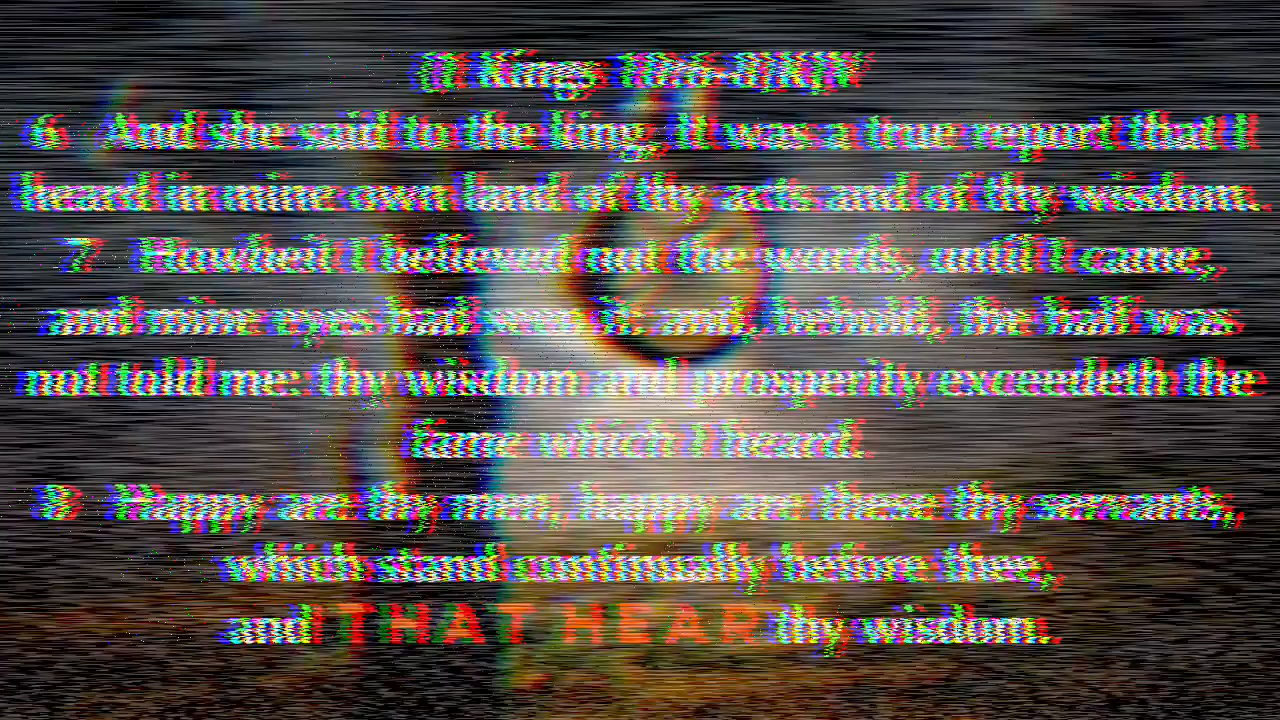 I Kings 10:6-8 KJV
6 And she said to the king, It was a true report that I
heard in mine own land of thy acts and of thy wisdom.
7 Howbeit I believed not the words, until I came,
and mine eyes had seen it: and, behold, the half was
not told me: thy wisdom and prosperity exceedeth the
fame which I heard.
8 Happy are thy men, happy are these thy servants,
which stand continually before thee,
and THAT HEAR thy wisdom.